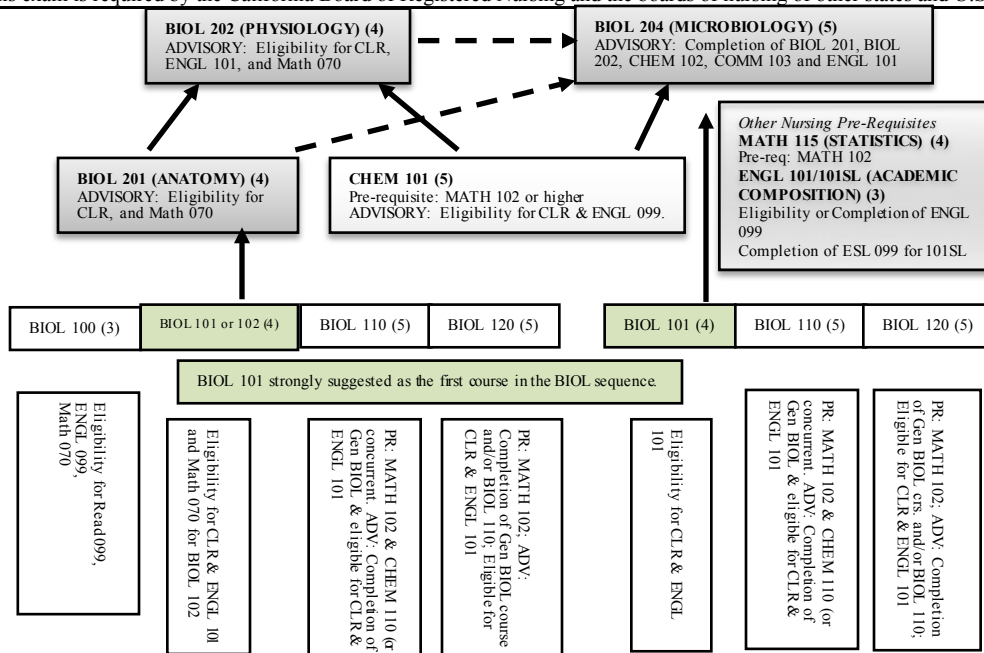 BIOL 202 (PHYSIOLOGY) (4)
ADVISORY: Eligibility for CLR,
ENGL 101, and Math 070
BIOL 204 (MICROBIOLOGY) (5)
ADVISORY: Completion of BIOL 201, BIOL
202, CHEM 102, COMM 103 and ENGL 101
Other Nursing Pre-Requisites
MATH 115 (STATISTICS) (4)
Pre-req: MATH 102
ENGL 101/101SL (ACADEMIC
COMPOSITION) (3)
Eligibility or Completion of ENGL
099
Completion of ESL 099 for 101SL
BIOL 201 (ANATOMY) (4)
ADVISORY: Eligibility for
CLR, and Math 070
CHEM 101 (5)
Pre-requisite: MATH 102 or higher
ADVISORY: Eligibility for CLR & ENGL 099.
BIOL 100 (3)
BIOL 101 or 102 (4)
BIOL 110 (5)
BIOL 120 (5)
BIOL 101 (4)
BIOL 110 (5)
BIOL 120 (5)
BIOL 101 strongly suggested as the first course in the BIOL sequence.
Eligibility for Read 099,
ENGL 099,
Math 070
Eligibility for CLR & ENGL 101
and Math 070 for BIOL 102
PR: MATH 102 & CHEM 110 (or
concurrent. ADV: Completion of
Gen BIOL & eligible for CLR &
ENGL 101
PR: MATH 102; ADV:
Completion of Gen BIOL course
and/or BIOL 110; Eligible for
CLR & ENGL 101
Eligibility for CLR & ENGL
101
PR: MATH 102 & CHEM 110 (or
concurrent. ADV: Completion of
Gen BIOL & eligible for CLR &
ENGL 101
PR: MATH 102; ADV: Completion
of Gen BIOL crs. and/or BIOL 110;
Eligible for CLR & ENGL 101